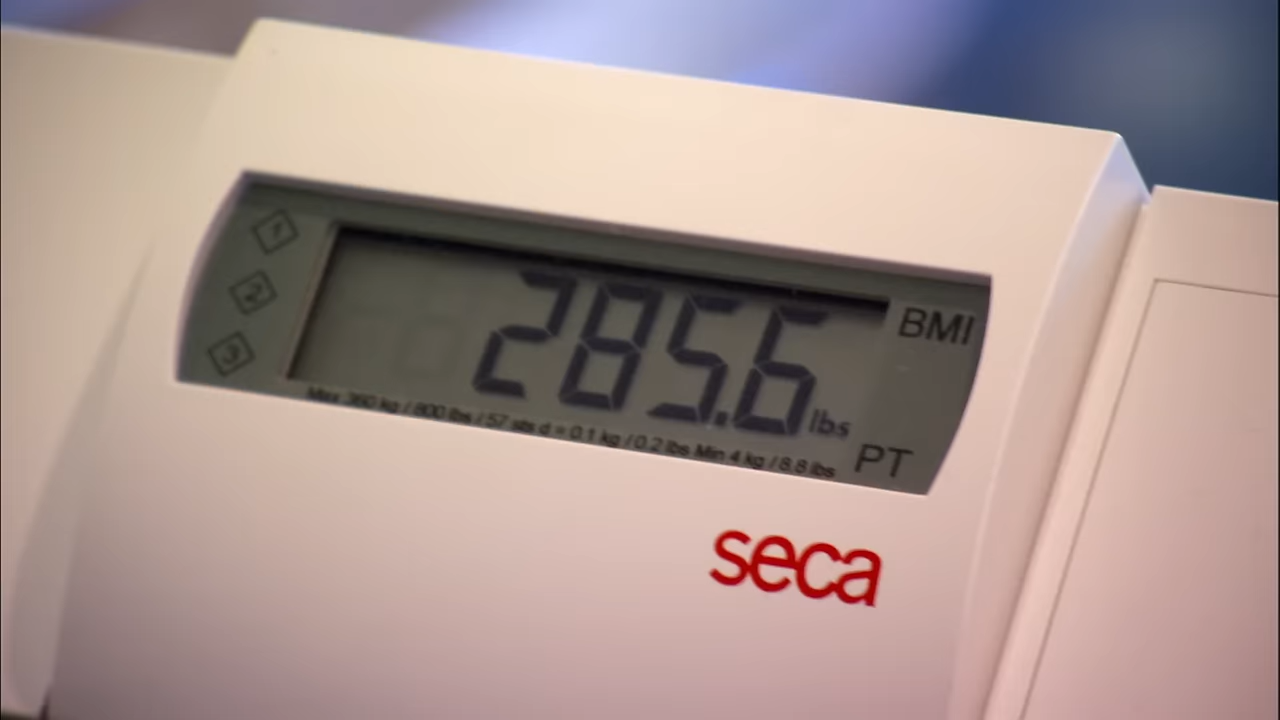 1
2
3
285.6 lbs
BMI
PT
Max 360 kg / 800 lbs / 57 sts d = 0.1 kg / 0.2 lbs Min 4 kg / 8.8 lbs
seca